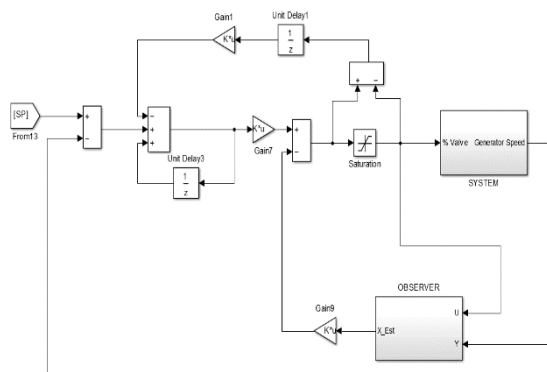 Gain1
Unit Delay1
K*u
1
z
+ -
[SP]
From13
+
-
-
+
+
K*u
Gain7
+
-
Saturation
% Valve Generator Speed
SYSTEM
Unit Delay3
1
z
OBSERVER
Gain9
K*u
X_Est
U
Y